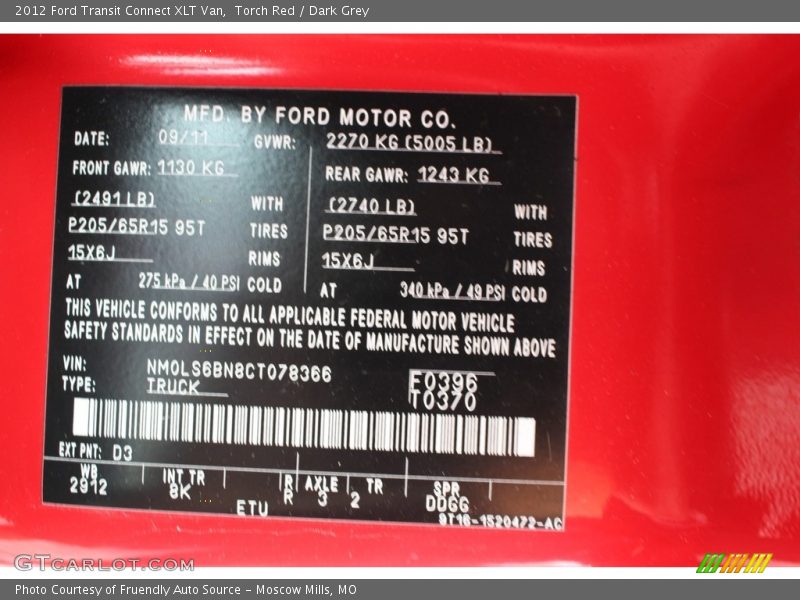 2012 Ford Transit Connect XLT Van,  Torch Red / Dark Grey
MFD. BY FORD MOTOR CO.
DATE: 09/11 GVWR: 2270 KG (5005 LB)
FRONT GAWR: 1130 KG REAR GAWR: 1243 KG
(2491 LB) WITH (2740 LB) WITH
P205/65R15 95T TIRES P205/65R15 95T TIRES
15X6J RIMS 15X6J RIMS
AT 275 kPa / 40 PSI COLD AT 340 kPa / 49 PSI COLD
THIS VEHICLE CONFORMS TO ALL APPLICABLE FEDERAL MOTOR VEHICLE
SAFETY STANDARDS IN EFFECT ON THE DATE OF MANUFACTURE SHOWN ABOVE
VIN: NM0LS6BN8CT078366 F0396
TYPE: TRUCK T0370
EXT PNT: D3
WB INT TR R AXLE TR SPR
2912 8K R 3 2 DDGG
ETU 9T16-1520472-AC
GTCARLOT.COM
Photo Courtesy of Fruendly Auto Source – Moscow Mills, MO